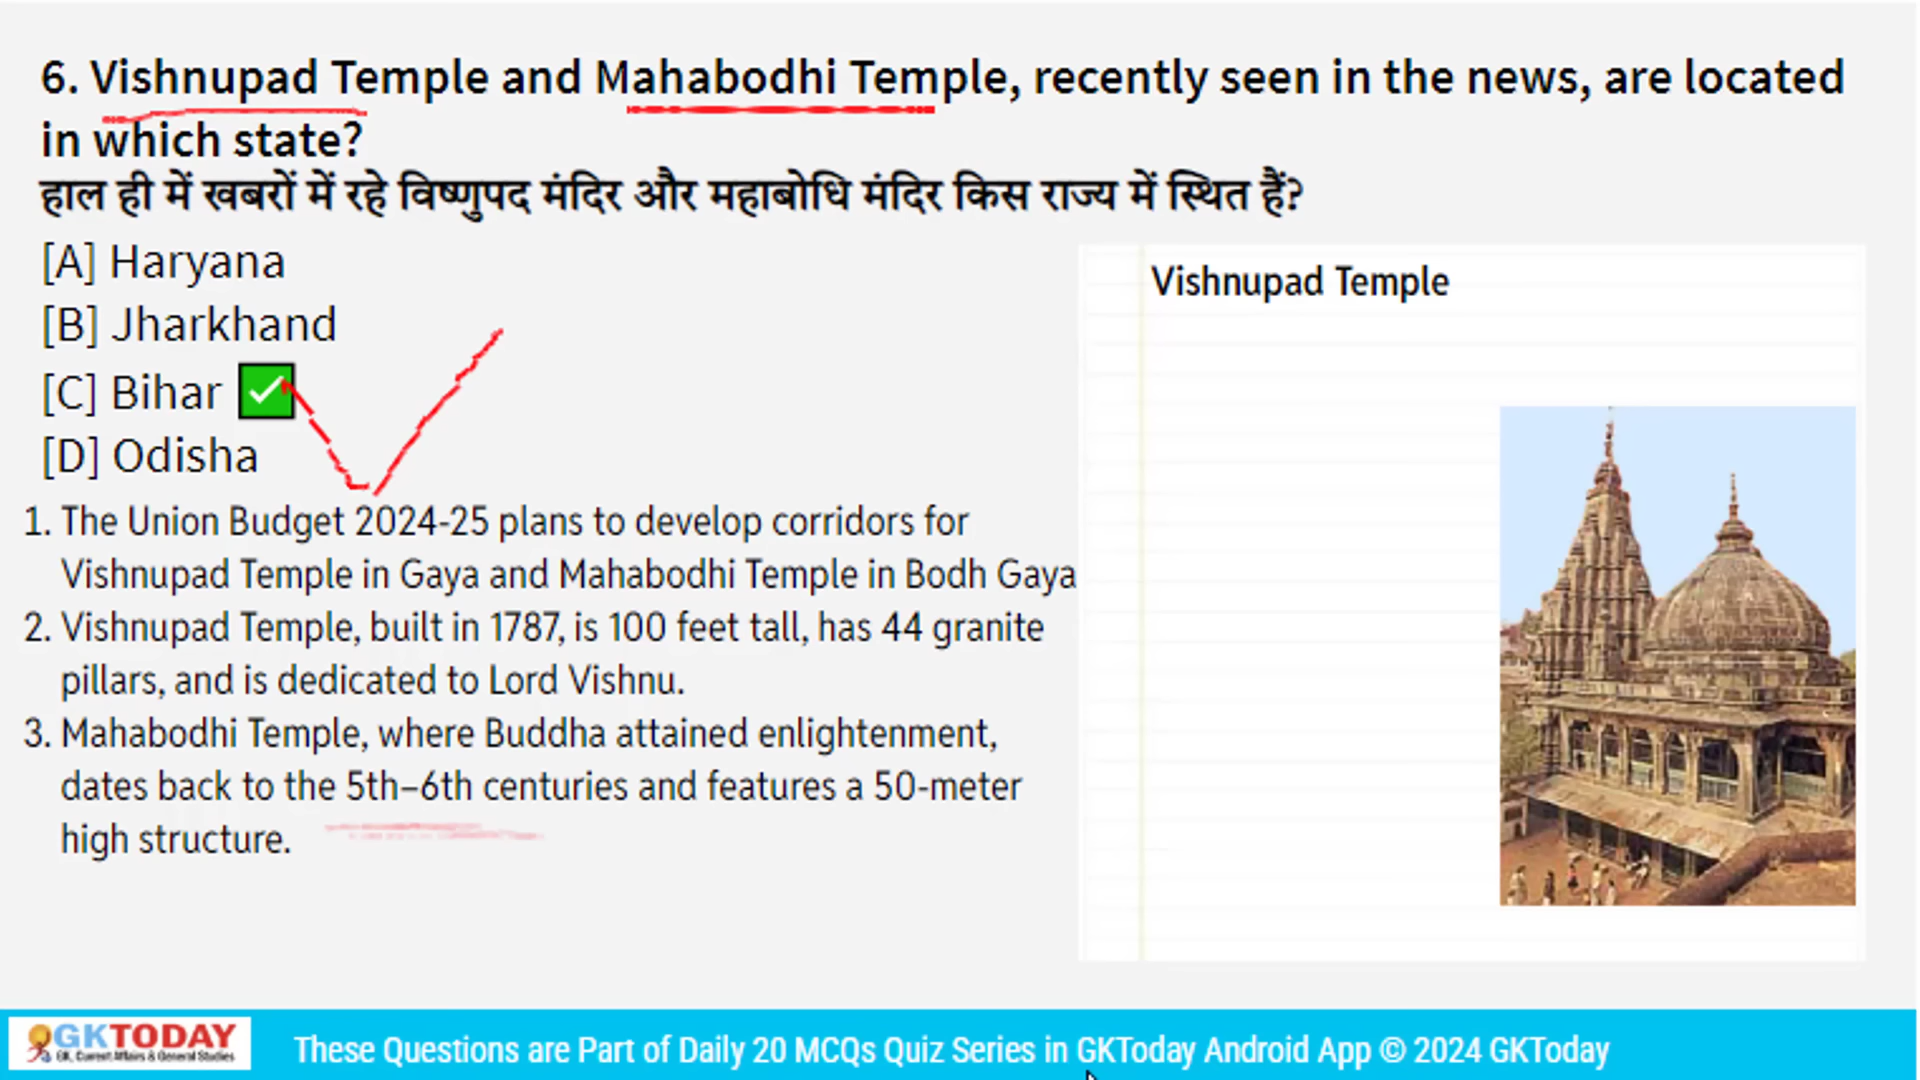 6. Vishnupad Temple and Mahabodhi Temple, recently seen in the news, are located
in which state?
हाल ही में खबरों में रहे विष्णुपद मंदिर और महाबोधि मंदिर किस राज्य में स्थित हैं?
[A] Haryana
[B] Jharkhand
[C] Bihar
[D] Odisha
1. The Union Budget 2024-25 plans to develop corridors for
Vishnupad Temple in Gaya and Mahabodhi Temple in Bodh Gaya
2. Vishnupad Temple, built in 1787, is 100 feet tall, has 44 granite
pillars, and is dedicated to Lord Vishnu.
3. Mahabodhi Temple, where Buddha attained enlightenment,
dates back to the 5th–6th centuries and features a 50-meter
high structure.
Vishnupad Temple
GKTODAY
GK, Current Affairs & General Studies
These Questions are Part of Daily 20 MCQs Quiz Series in GKToday Android App © 2024 GKToday